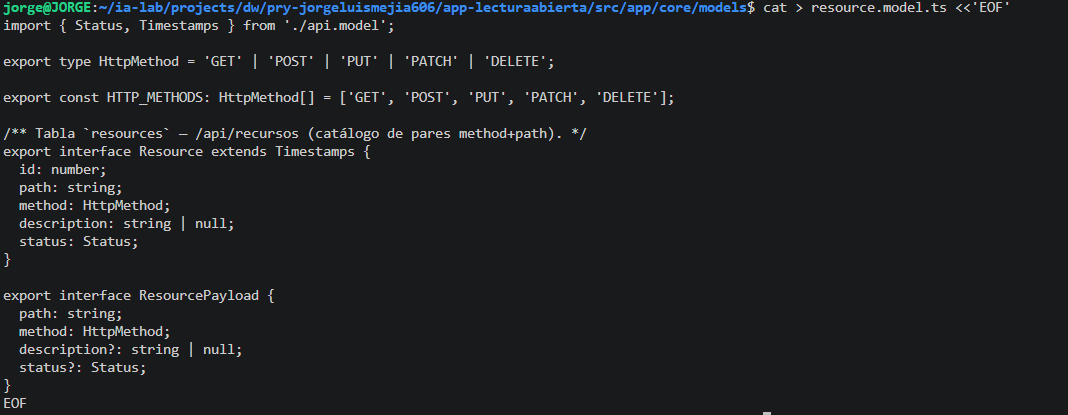 jorge@JORGE:~/ia-lab/projects/dw/pry-jorgeluismejia606/app-lecturaabierta/src/app/core/models$ cat > resource.model.ts <<'EOF'
import { Status, Timestamps } from './api.model';

export type HttpMethod = 'GET' | 'POST' | 'PUT' | 'PATCH' | 'DELETE';

export const HTTP_METHODS: HttpMethod[] = ['GET', 'POST', 'PUT', 'PATCH', 'DELETE'];

/** Tabla `resources` — /api/recursos (catálogo de pares method+path). */
export interface Resource extends Timestamps {
  id: number;
  path: string;
  method: HttpMethod;
  description: string | null;
  status: Status;
}

export interface ResourcePayload {
  path: string;
  method: HttpMethod;
  description?: string | null;
  status?: Status;
}
EOF